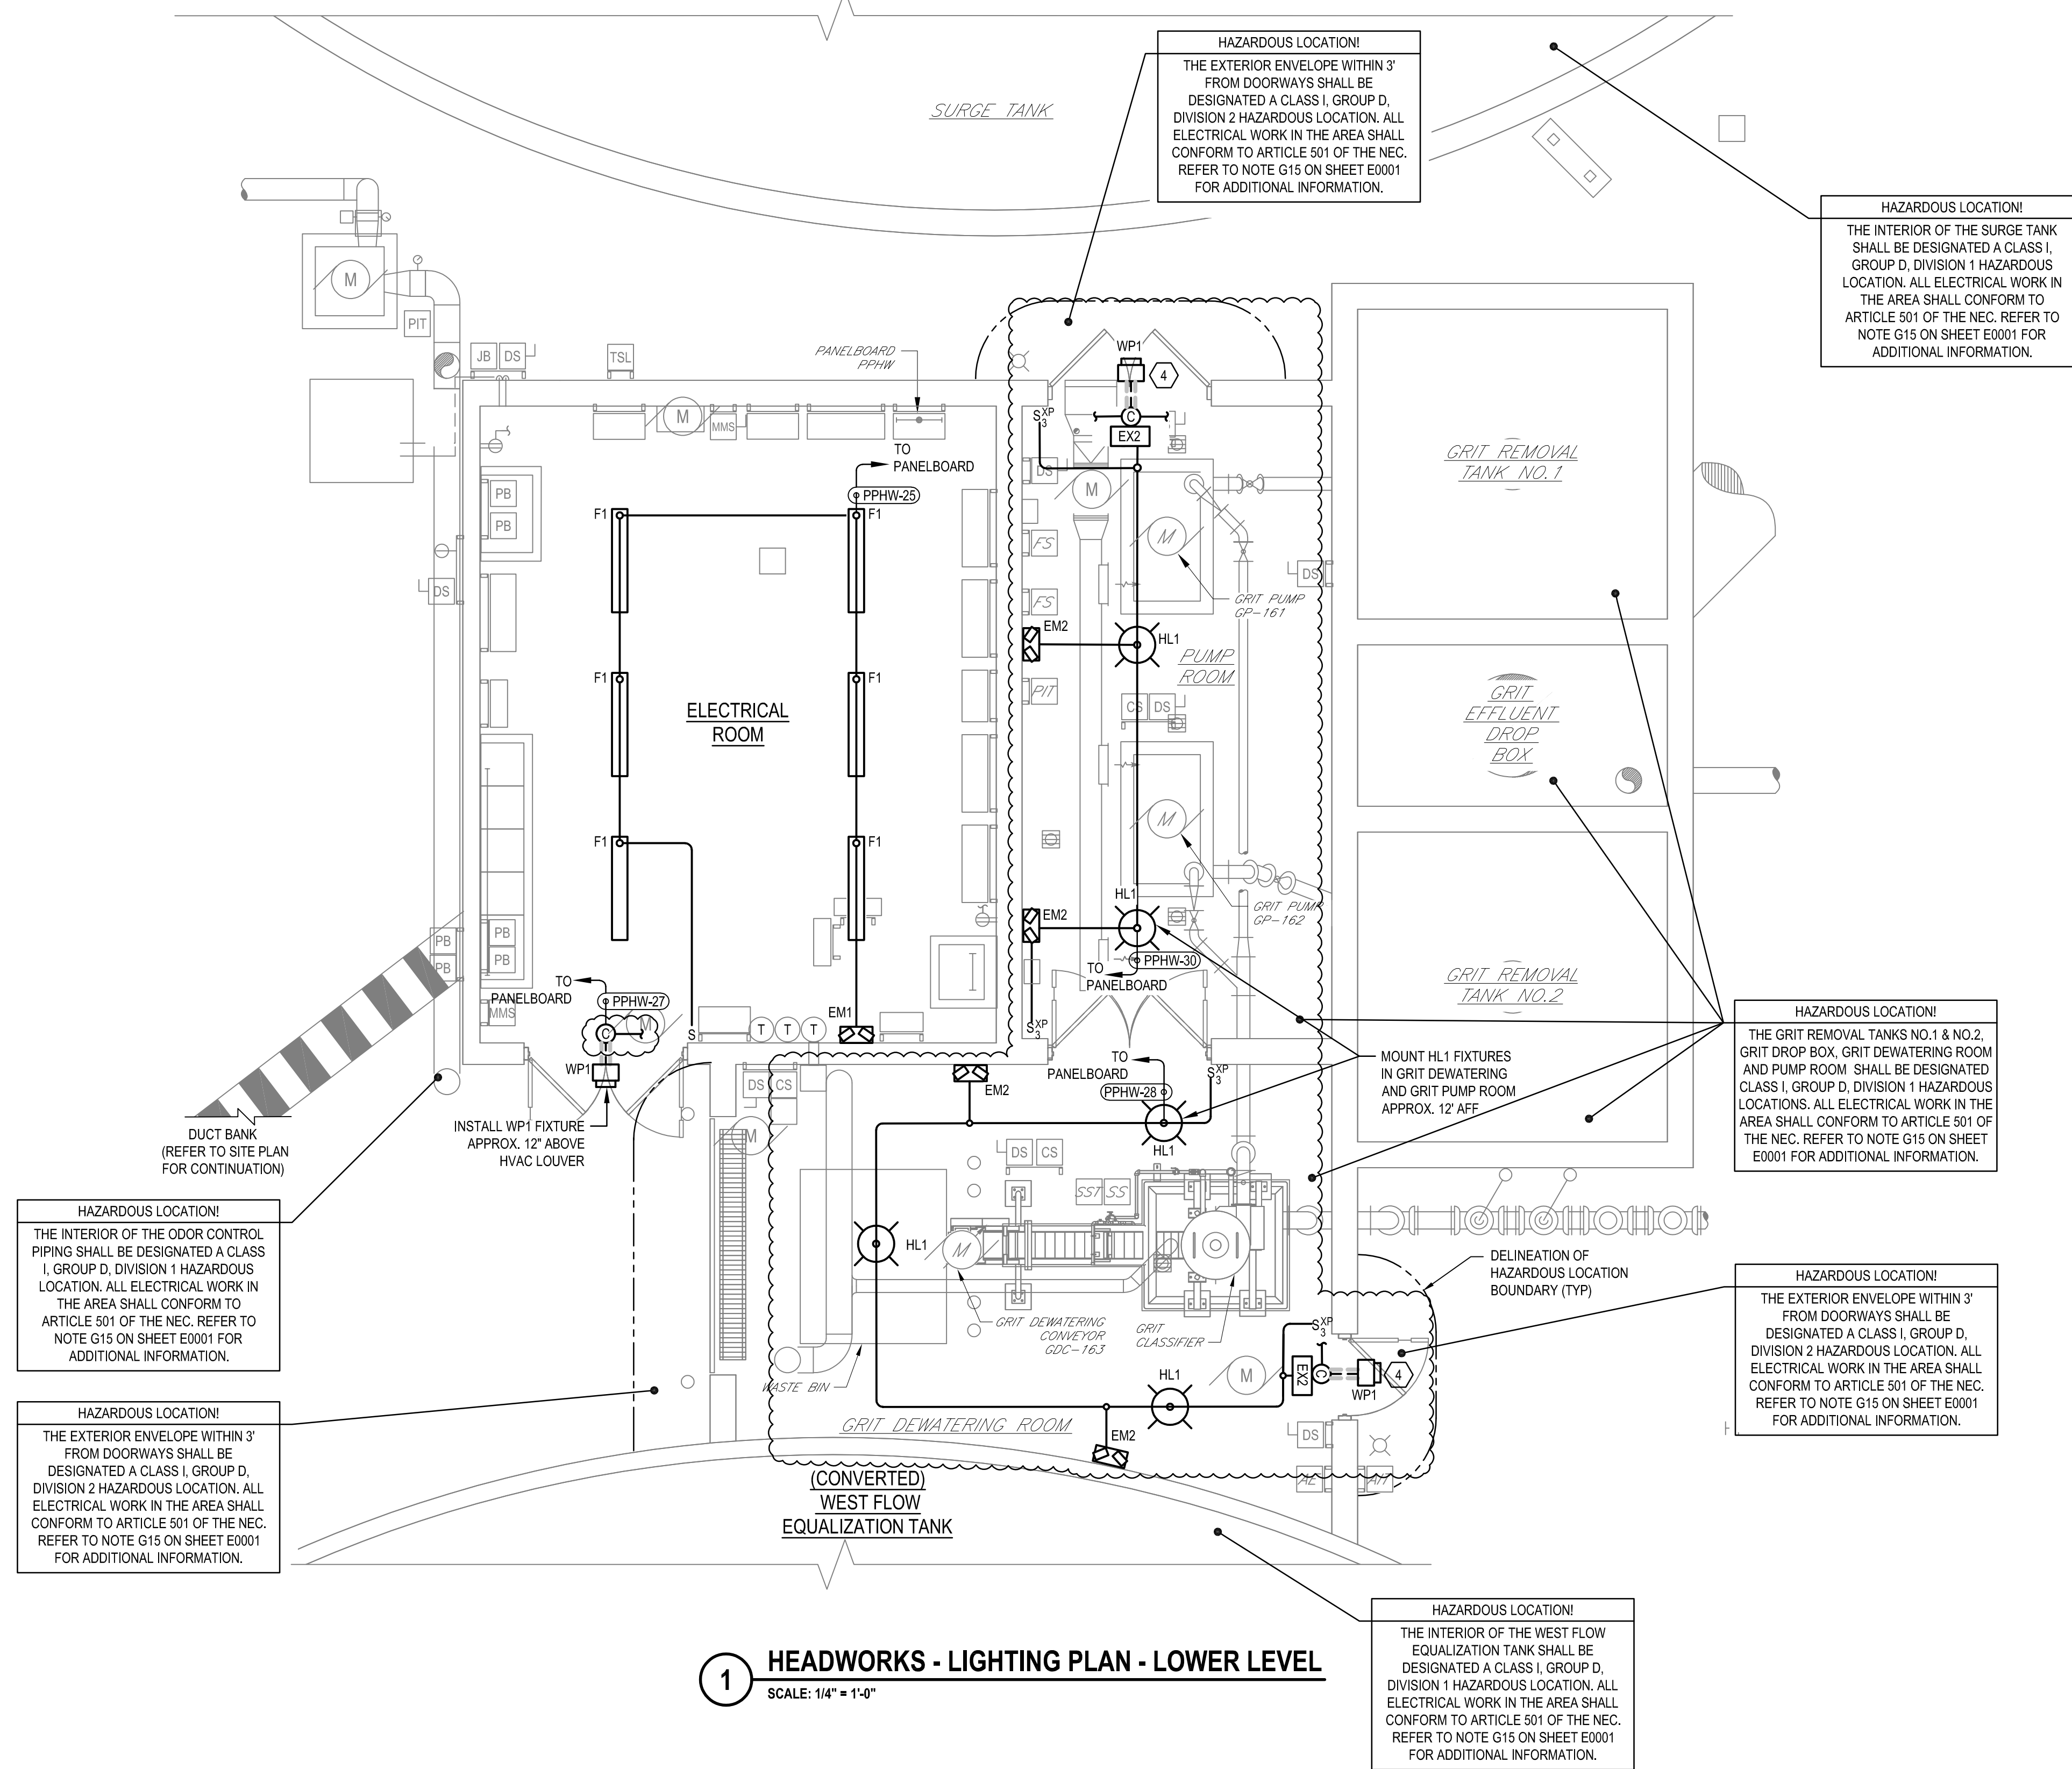 HAZARDOUS LOCATION!
THE EXTERIOR ENVELOPE WITHIN 3'
FROM DOORWAYS SHALL BE
DESIGNATED A CLASS I, GROUP D,
DIVISION 2 HAZARDOUS LOCATION. ALL
ELECTRICAL WORK IN THE AREA SHALL
CONFORM TO ARTICLE 501 OF THE NEC.
REFER TO NOTE G15 ON SHEET E0001
FOR ADDITIONAL INFORMATION.
SURGE TANK
HAZARDOUS LOCATION!
THE INTERIOR OF THE SURGE TANK
SHALL BE DESIGNATED A CLASS I,
GROUP D, DIVISION 1 HAZARDOUS
LOCATION. ALL ELECTRICAL WORK IN
THE AREA SHALL CONFORM TO
ARTICLE 501 OF THE NEC. REFER TO
NOTE G15 ON SHEET E0001 FOR
ADDITIONAL INFORMATION.
M
PIT
JB DS
TSL
PANELBOARD
PPHW
M
MMS
WP1
4
S XP 3
C
EX2
TO
PANELBOARD
PPHW-25
DS
M
PB
PB
F1
F1
FS
M
FS
DS
DS
GRIT PUMP
GP-161
GRIT REMOVAL
TANK NO.1
EM2
HL1
PUMP
ROOM
F1
F1
PIT
CS DS
ELECTRICAL
ROOM
GRIT
EFFLUENT
DROP
BOX
M
F1
F1
HL1
EM2
GRIT PUMP
GP-162
PB
PB
PB
PB
TO
PANELBOARD
PPHW-30
GRIT REMOVAL
TANK NO.2
TO
PANELBOARD
PPHW-27
MMS
C
M
S
T T T
EM1
S XP 3
WP1
DS CS
EM2
TO
PANELBOARD
PPHW-28
S XP 3
HL1
MOUNT HL1 FIXTURES
IN GRIT DEWATERING
AND GRIT PUMP ROOM
APPROX. 12' AFF
HAZARDOUS LOCATION!
THE GRIT REMOVAL TANKS NO.1 & NO.2,
GRIT DROP BOX, GRIT DEWATERING ROOM
AND PUMP ROOM SHALL BE DESIGNATED
CLASS I, GROUP D, DIVISION 1 HAZARDOUS
LOCATIONS. ALL ELECTRICAL WORK IN THE
AREA SHALL CONFORM TO ARTICLE 501 OF
THE NEC. REFER TO NOTE G15 ON SHEET
E0001 FOR ADDITIONAL INFORMATION.
DUCT BANK
(REFER TO SITE PLAN
FOR CONTINUATION)
INSTALL WP1 FIXTURE
APPROX. 12" ABOVE
HVAC LOUVER
M
DS CS
SST SS
HAZARDOUS LOCATION!
THE INTERIOR OF THE ODOR CONTROL
PIPING SHALL BE DESIGNATED A CLASS
I, GROUP D, DIVISION 1 HAZARDOUS
LOCATION. ALL ELECTRICAL WORK IN
THE AREA SHALL CONFORM TO
ARTICLE 501 OF THE NEC. REFER TO
NOTE G15 ON SHEET E0001 FOR
ADDITIONAL INFORMATION.
HL1
M
DELINEATION OF
HAZARDOUS LOCATION
BOUNDARY (TYP)
GRIT DEWATERING
CONVEYOR
GDC-163
GRIT
CLASSIFIER
S XP 3
HAZARDOUS LOCATION!
THE EXTERIOR ENVELOPE WITHIN 3'
FROM DOORWAYS SHALL BE
DESIGNATED A CLASS I, GROUP D,
DIVISION 2 HAZARDOUS LOCATION. ALL
ELECTRICAL WORK IN THE AREA SHALL
CONFORM TO ARTICLE 501 OF THE NEC.
REFER TO NOTE G15 ON SHEET E0001
FOR ADDITIONAL INFORMATION.
WASTE BIN
HL1
M
EX2
C
WP1
4
HAZARDOUS LOCATION!
THE EXTERIOR ENVELOPE WITHIN 3'
FROM DOORWAYS SHALL BE
DESIGNATED A CLASS I, GROUP D,
DIVISION 2 HAZARDOUS LOCATION. ALL
ELECTRICAL WORK IN THE AREA SHALL
CONFORM TO ARTICLE 501 OF THE NEC.
REFER TO NOTE G15 ON SHEET E0001
FOR ADDITIONAL INFORMATION.
GRIT DEWATERING ROOM
EM2
DS
AE
AIT
(CONVERTED)
WEST FLOW
EQUALIZATION TANK
HAZARDOUS LOCATION!
THE INTERIOR OF THE WEST FLOW
EQUALIZATION TANK SHALL BE
DESIGNATED A CLASS I, GROUP D,
DIVISION 1 HAZARDOUS LOCATION. ALL
ELECTRICAL WORK IN THE AREA SHALL
CONFORM TO ARTICLE 501 OF THE NEC.
REFER TO NOTE G15 ON SHEET E0001
FOR ADDITIONAL INFORMATION.
1
HEADWORKS - LIGHTING PLAN - LOWER LEVEL
SCALE: 1/4" = 1'-0"